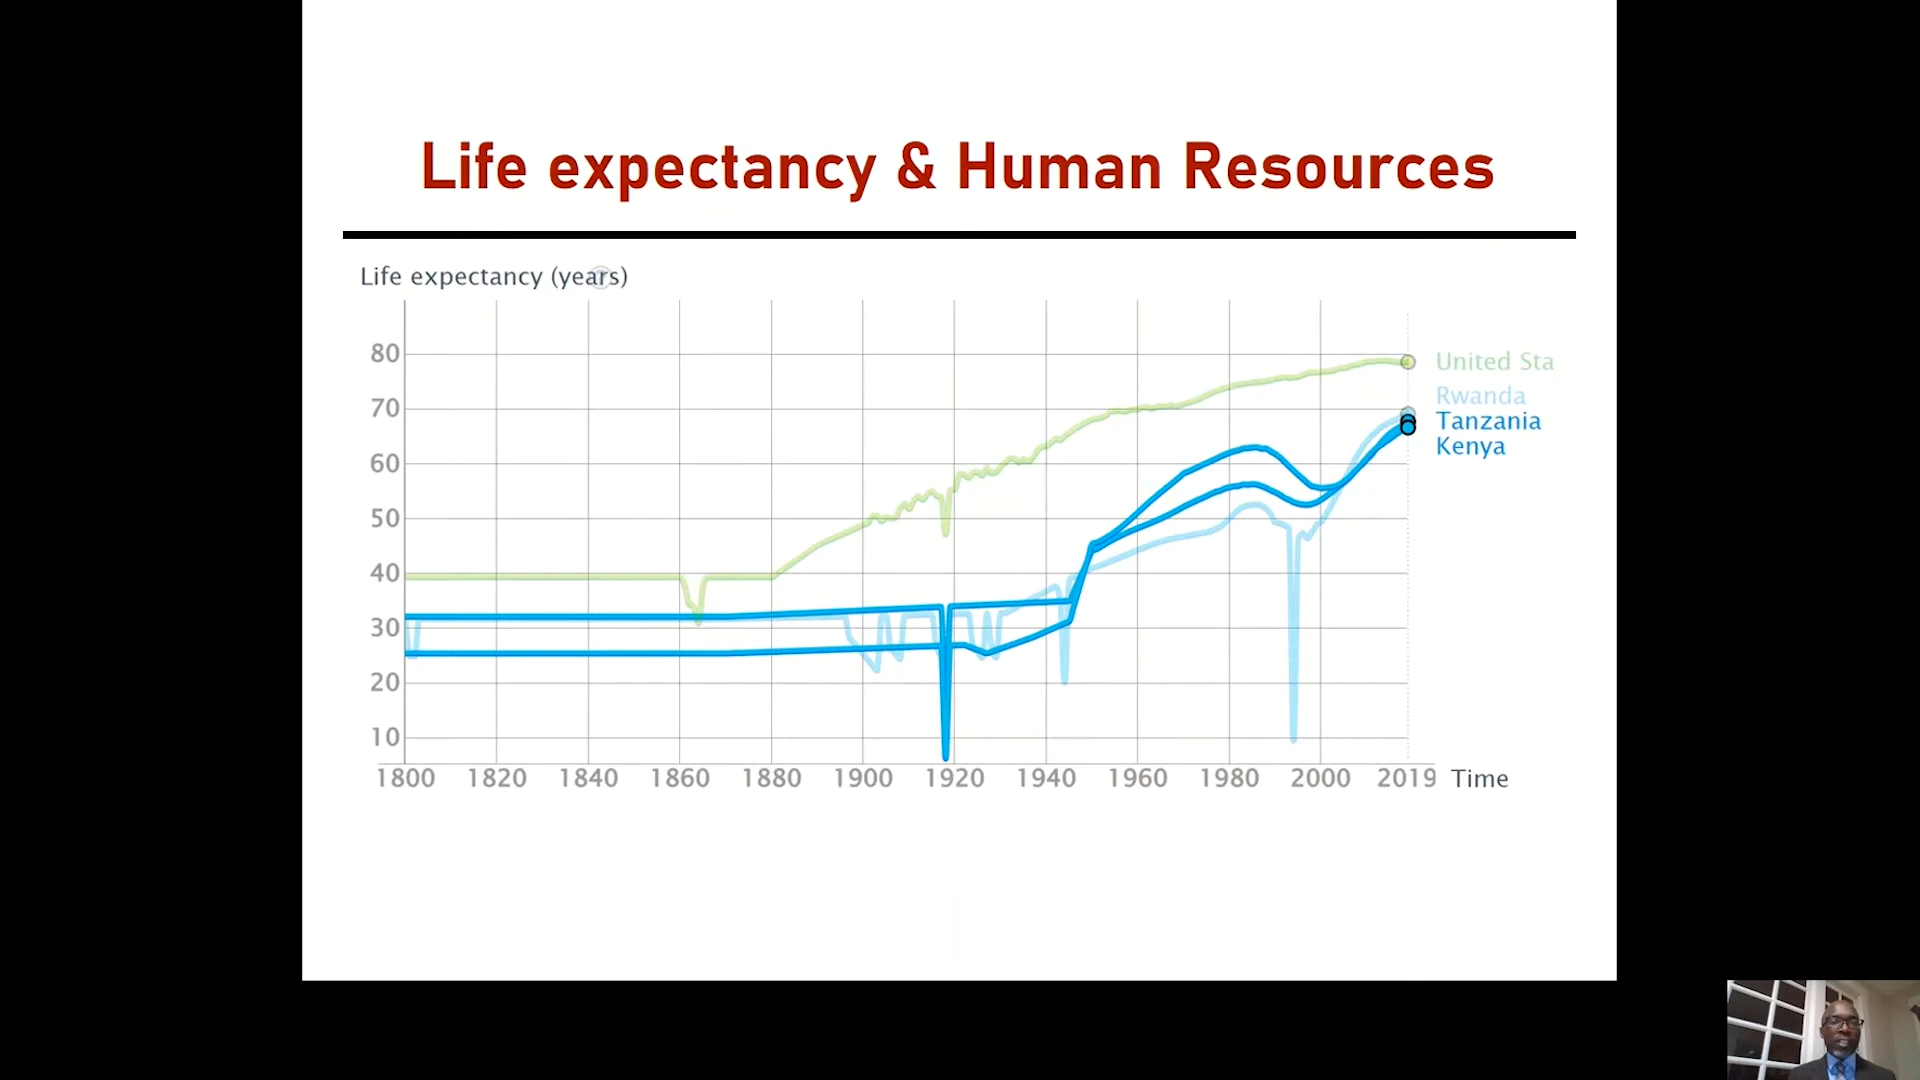 Life expectancy & Human Resources
Life expectancy (years)
80
70
60
50
40
30
20
10
United Sta
Rwanda
Tanzania
Kenya
1800 1820 1840 1860 1880 1900 1920 1940 1960 1980 2000 2019 Time